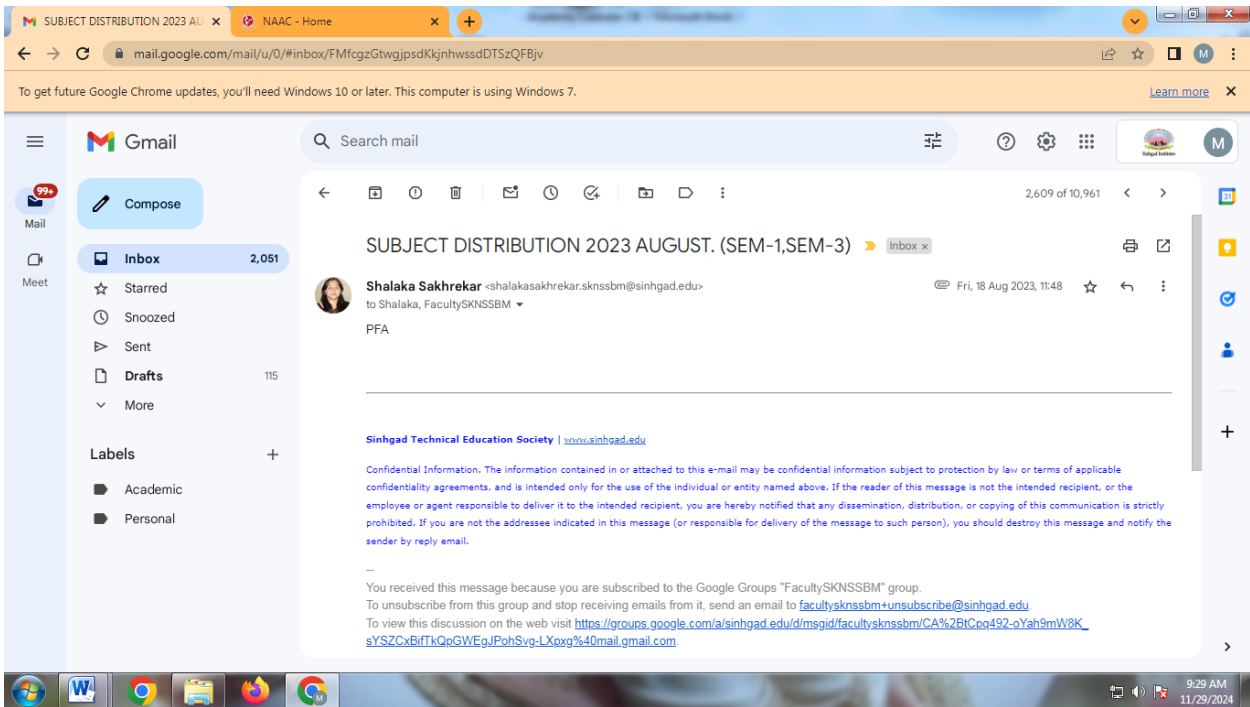 SUBJECT DISTRIBUTION 2023 AU
NAAC - Home
mail.google.com/mail/u/0/#inbox/FMfcgzGtwgjpsdKkjnhwssdDTSzQFBjv
M
To get future Google Chrome updates, you'll need Windows 10 or later. This computer is using Windows 7.
Learn more
Gmail
Search mail
Sinhgad Institutes
M
99+
Mail
Compose
2,609 of 10,961
31
Meet
Inbox 2,051
Starred
Snoozed
Sent
Drafts 115
More
Labels
Academic
Personal
SUBJECT DISTRIBUTION 2023 AUGUST. (SEM-1,SEM-3)
Inbox x
Shalaka Sakhrekar <shalakasakhrekar.sknssbm@sinhgad.edu>
Fri, 18 Aug 2023, 11:48
to Shalaka, FacultySKNSSBM
PFA
Sinhgad Technical Education Society | www.sinhgad.edu
Confidential Information. The information contained in or attached to this e-mail may be confidential information subject to protection by law or terms of applicable
confidentiality agreements, and is intended only for the use of the individual or entity named above. If the reader of this message is not the intended recipient, or the
employee or agent responsible to deliver it to the intended recipient, you are hereby notified that any dissemination, distribution, or copying of this communication is strictly
prohibited. If you are not the addressee indicated in this message (or responsible for delivery of the message to such person), you should destroy this message and notify the
sender by reply email.
--
You received this message because you are subscribed to the Google Groups "FacultySKNSSBM" group.
To unsubscribe from this group and stop receiving emails from it, send an email to facultysknssbm+unsubscribe@sinhgad.edu.
To view this discussion on the web visit https://groups.google.com/a/sinhgad.edu/d/msgid/facultysknssbm/CA%2BtCpq492-oYah9mW8K_
sYSZCxBifTkQpGWEgJPohSvg-LXpxg%40mail.gmail.com.
9:29 AM
11/29/2024